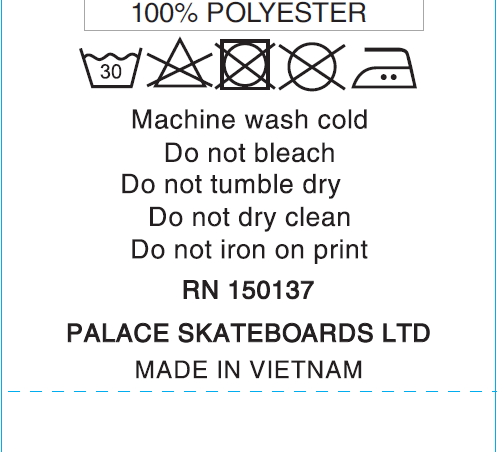 100% POLYESTER
30
Machine wash cold
Do not bleach
Do not tumble dry
Do not dry clean
Do not iron on print
RN 150137
PALACE SKATEBOARDS LTD
MADE IN VIETNAM